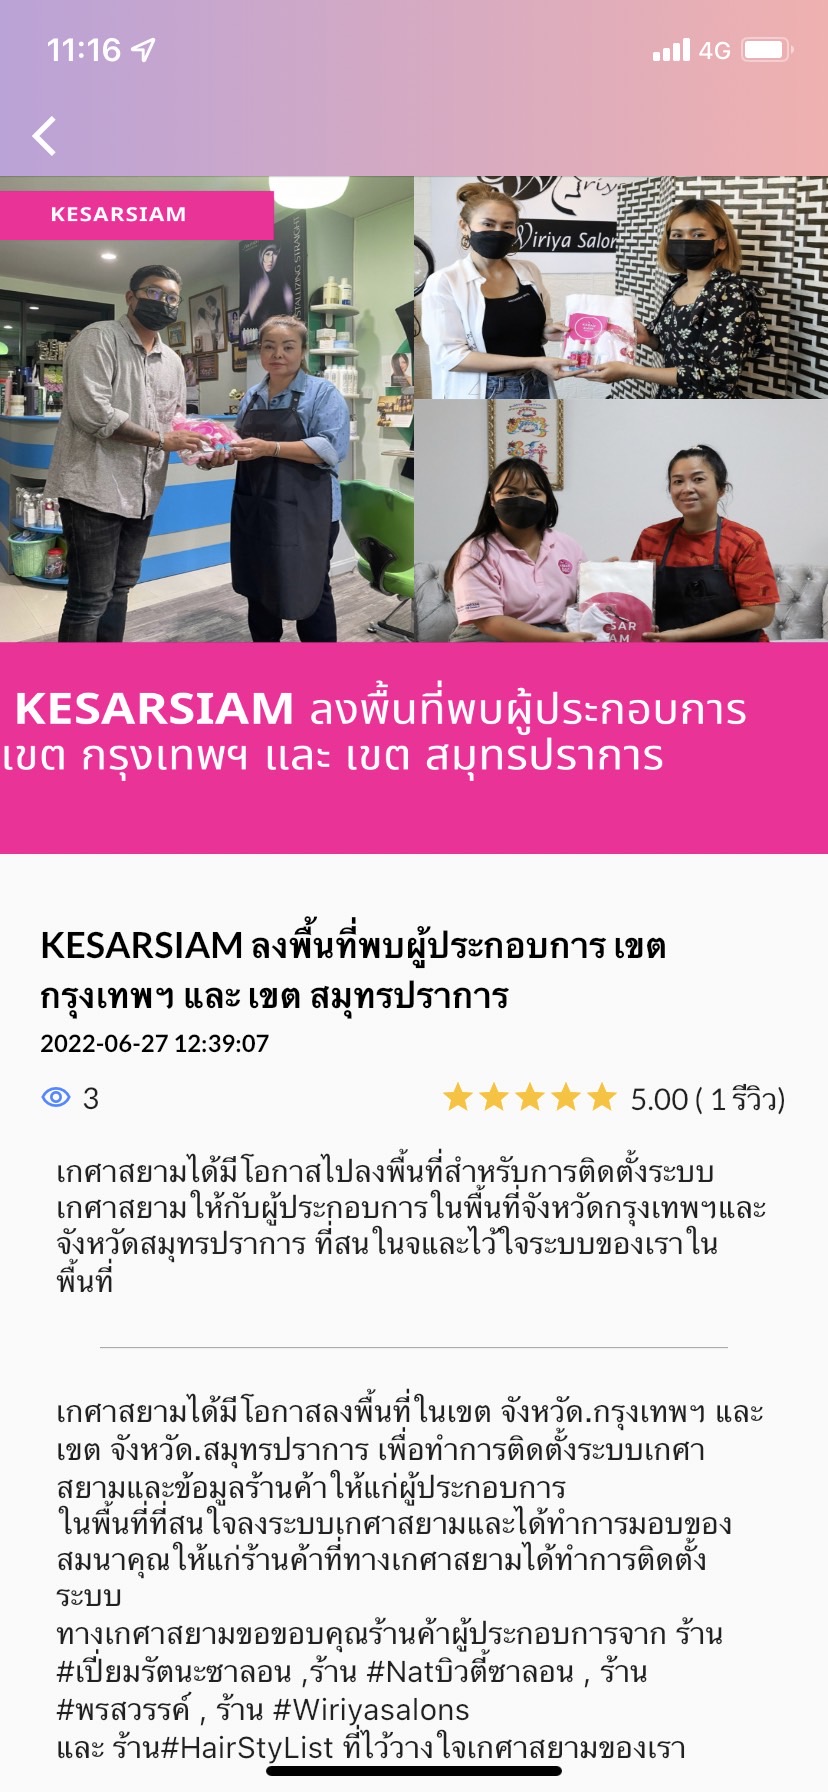 11:16
4G
KESARSIAM
Wiriya Salon
SAR
AM
KESARSIAM ลงพื้นที่พบผู้ประกอบการ
เขต กรุงเทพฯ และ เขต สมุทรปราการ
KESARSIAM ลงพื้นที่พบผู้ประกอบการ เขต
กรุงเทพฯ และ เขต สมุทรปราการ
2022-06-27 12:39:07
3
5.00 ( 1 รีวิว)
เกศาสยามได้มีโอกาสไปลงพื้นที่สำหรับการติดตั้งระบบ
เกศาสยามให้กับผู้ประกอบการในพื้นที่จังหวัดกรุงเทพฯและ
จังหวัดสมุทรปราการ ที่สนในจและไว้ใจระบบของเราใน
พื้นที่
เกศาสยามได้มีโอกาสลงพื้นที่ในเขต จังหวัด.กรุงเทพฯ และ
เขต จังหวัด.สมุทรปราการ เพื่อทำการติดตั้งระบบเกศา
สยามและข้อมูลร้านค้าให้แก่ผู้ประกอบการ
ในพื้นที่ที่สนใจลงระบบเกศาสยามและได้ทำการมอบของ
สมนาคุณให้แก่ร้านค้าที่ทางเกศาสยามได้ทำการติดตั้ง
ระบบ
ทางเกศาสยามขอขอบคุณร้านค้าผู้ประกอบการจาก ร้าน
#เปี่ยมรัตนะซาลอน ,ร้าน #Natบิวตี้ซาลอน , ร้าน
#พรสวรรค์ , ร้าน #Wiriyasalons
และ ร้าน#HairStyList ที่ไว้วางใจเกศาสยามของเรา